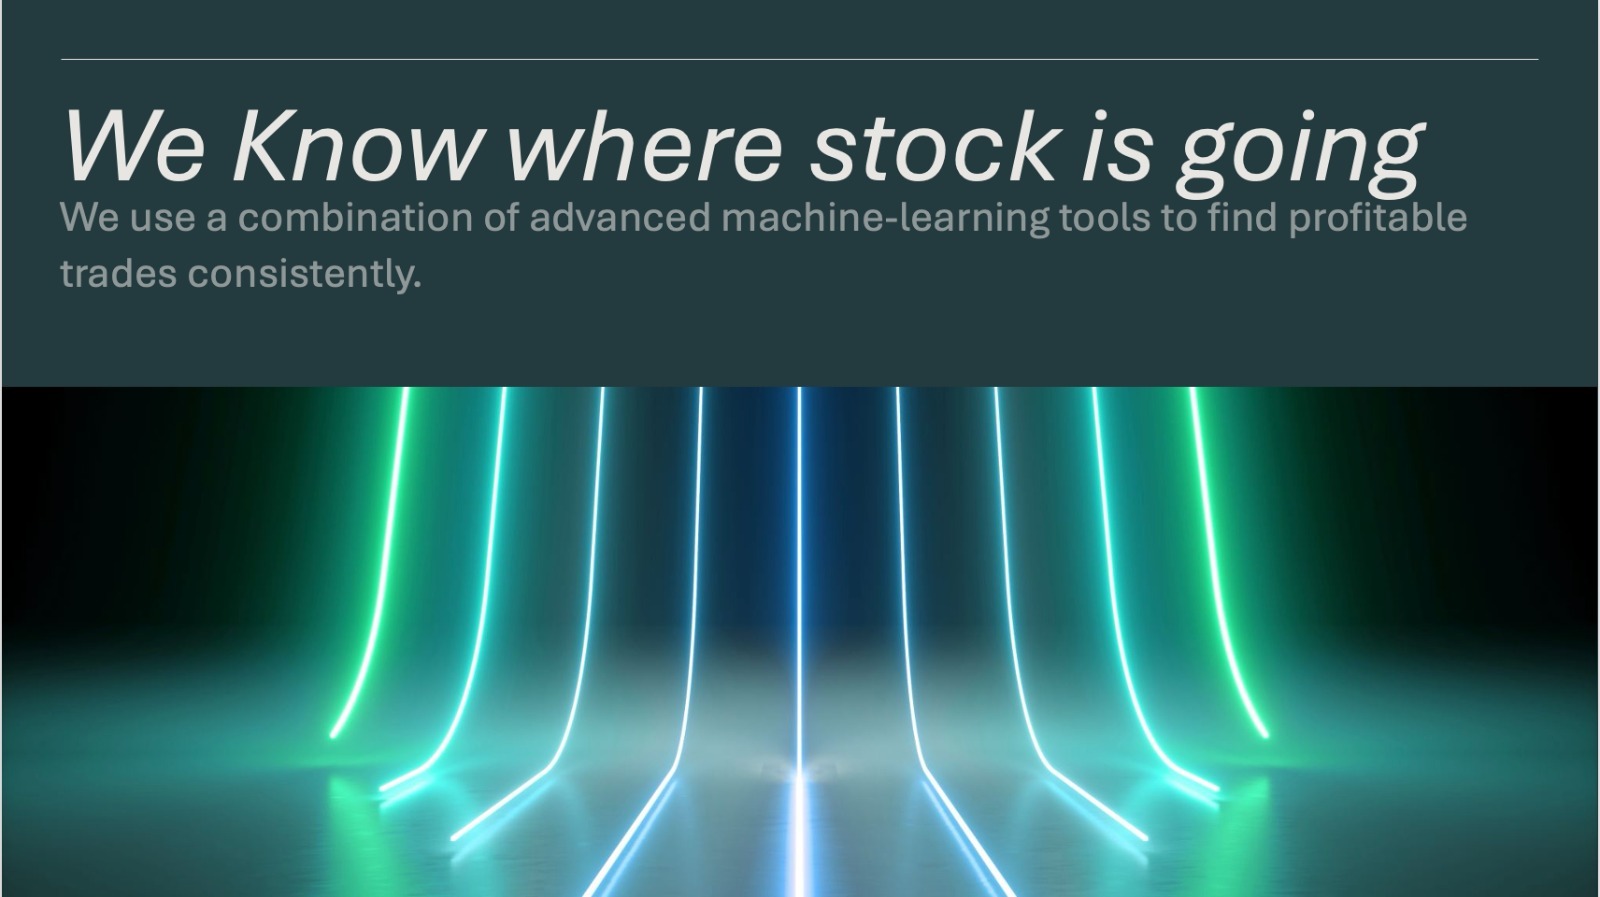 We Know where stock is going
We use a combination of advanced machine-learning tools to find profitable
trades consistently.